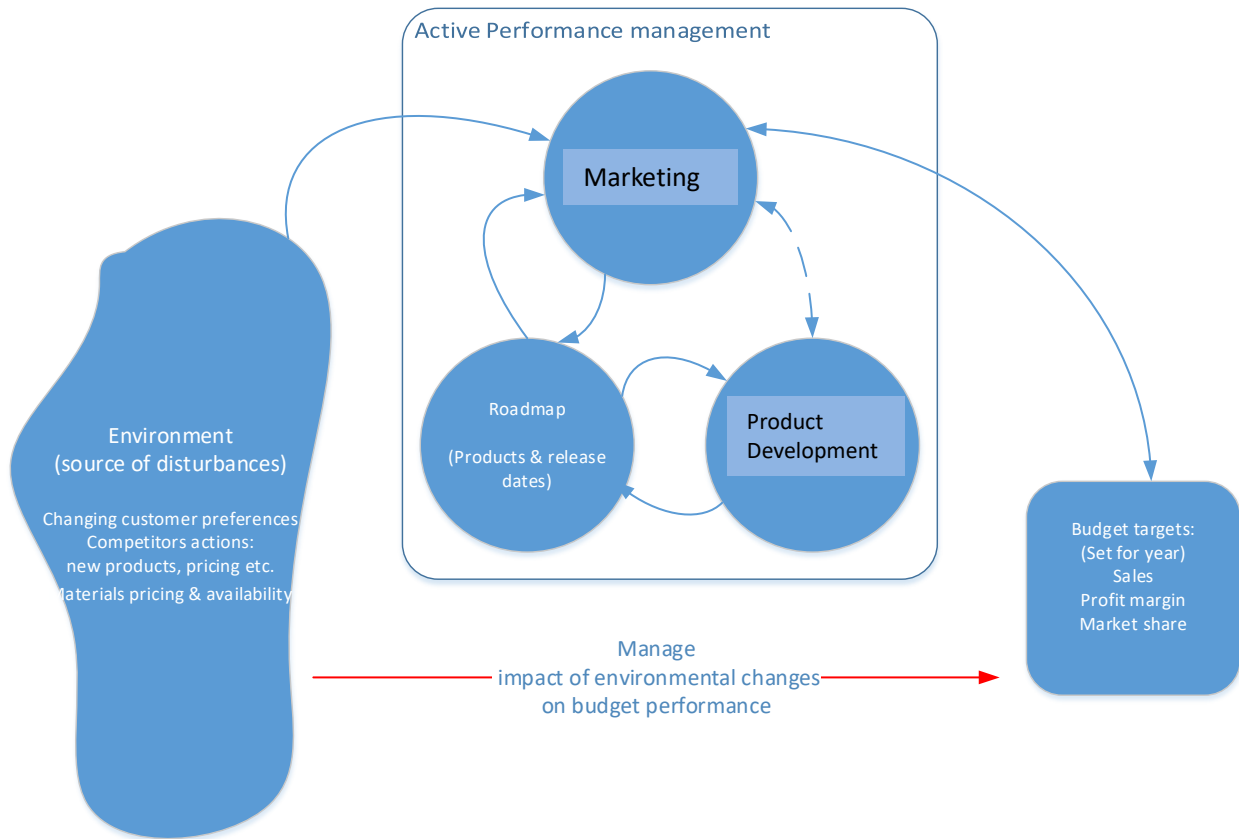 Active Performance management
Marketing
Roadmap
(Products & release
dates)
Product
Development
Environment
(source of disturbances)
Changing customer preferences
Competitors actions:
new products, pricing etc.
Materials pricing & availability
Budget targets:
(Set for year)
Sales
Profit margin
Market share
Manage
impact of environmental changes
on budget performance